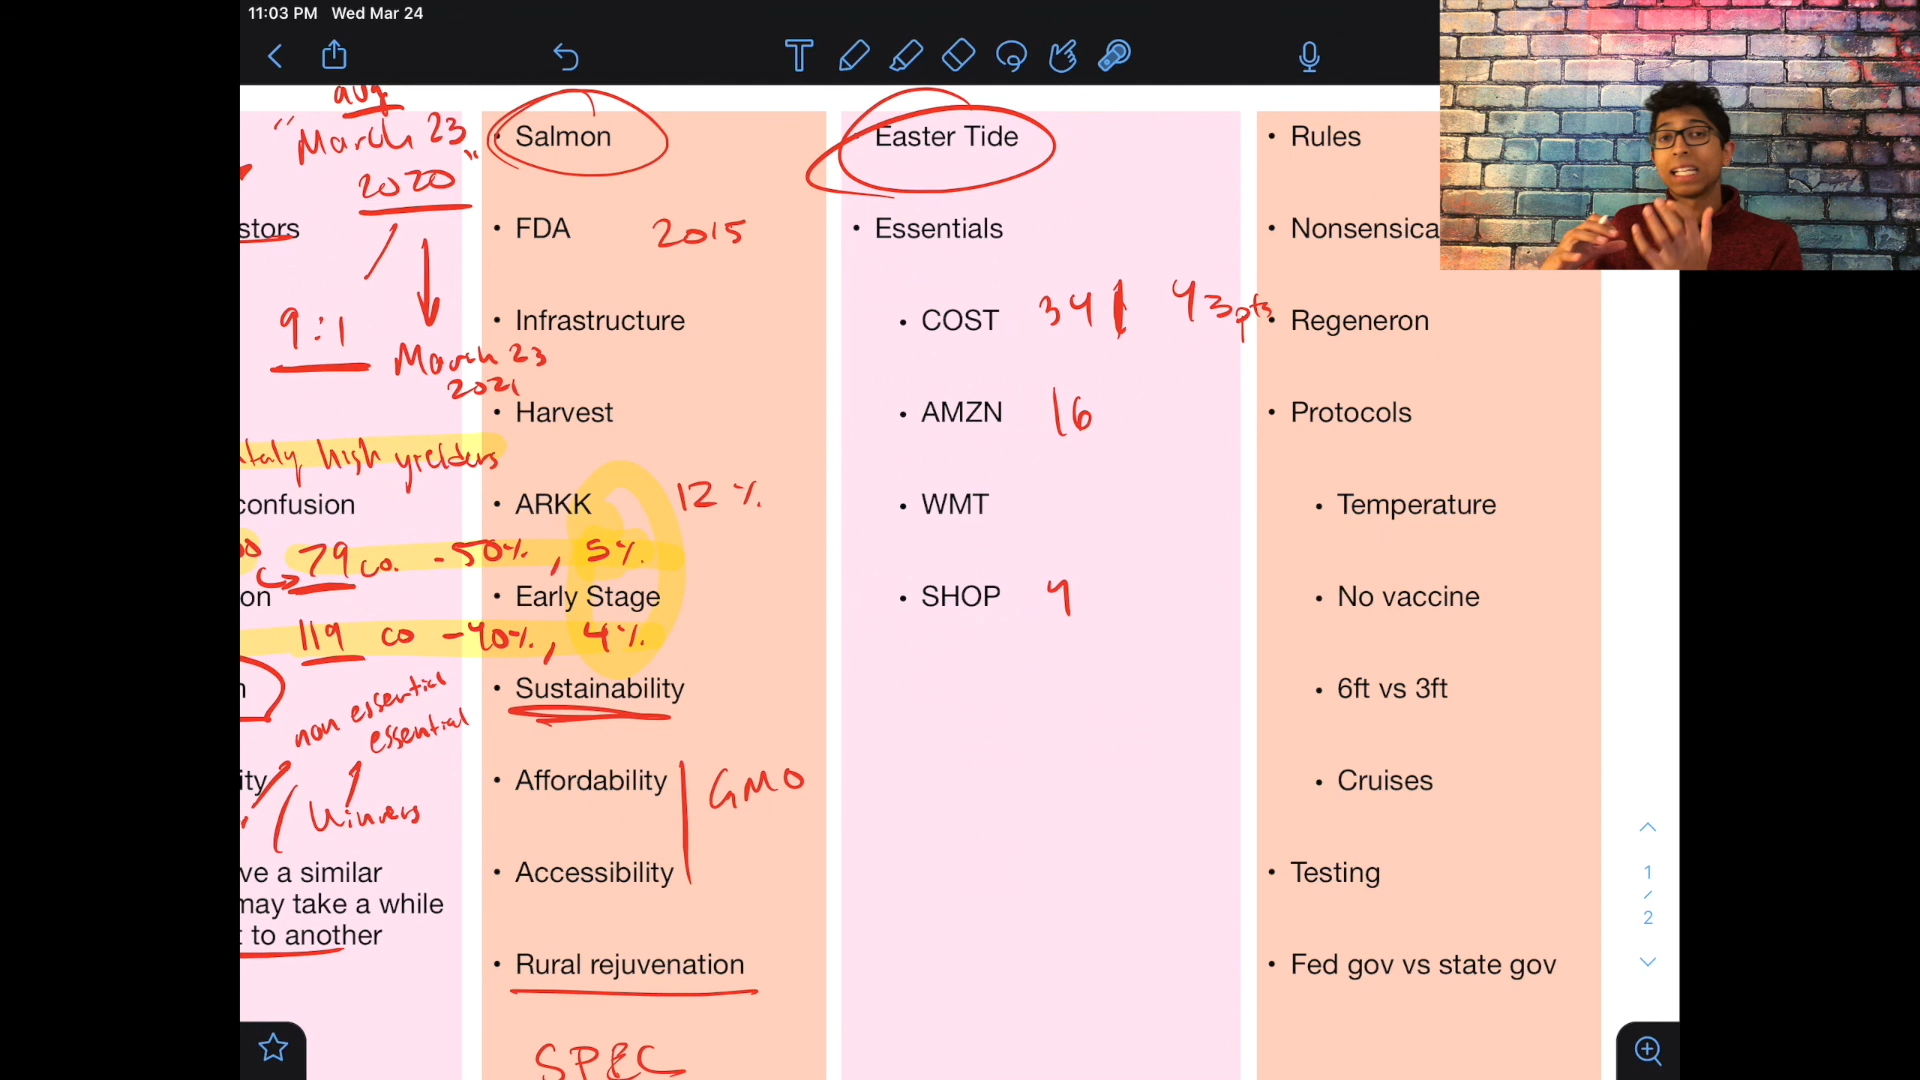 11:03 PM Wed Mar 24
T
avg.
"March 23
2020"
stors
9:1
March 23
2021
high yielders
confusion
79 co. -50%, 5%
on
119 co -40%, 4%
non essential
essential
ity
Winners
ve a similar
may take a while
to another
• Salmon
• FDA 2015
• Infrastructure
• Harvest
• ARKK 12%
• Early Stage
• Sustainability
• Affordability
GMO
• Accessibility
• Rural rejuvenation
SPEC
Easter Tide
• Essentials
• COST 34 | 43pts
• AMZN 16
• WMT
• SHOP 4
• Rules
• Nonsensica
• Regeneron
• Protocols
• Temperature
• No vaccine
• 6ft vs 3ft
• Cruises
• Testing
• Fed gov vs state gov
1
/
2